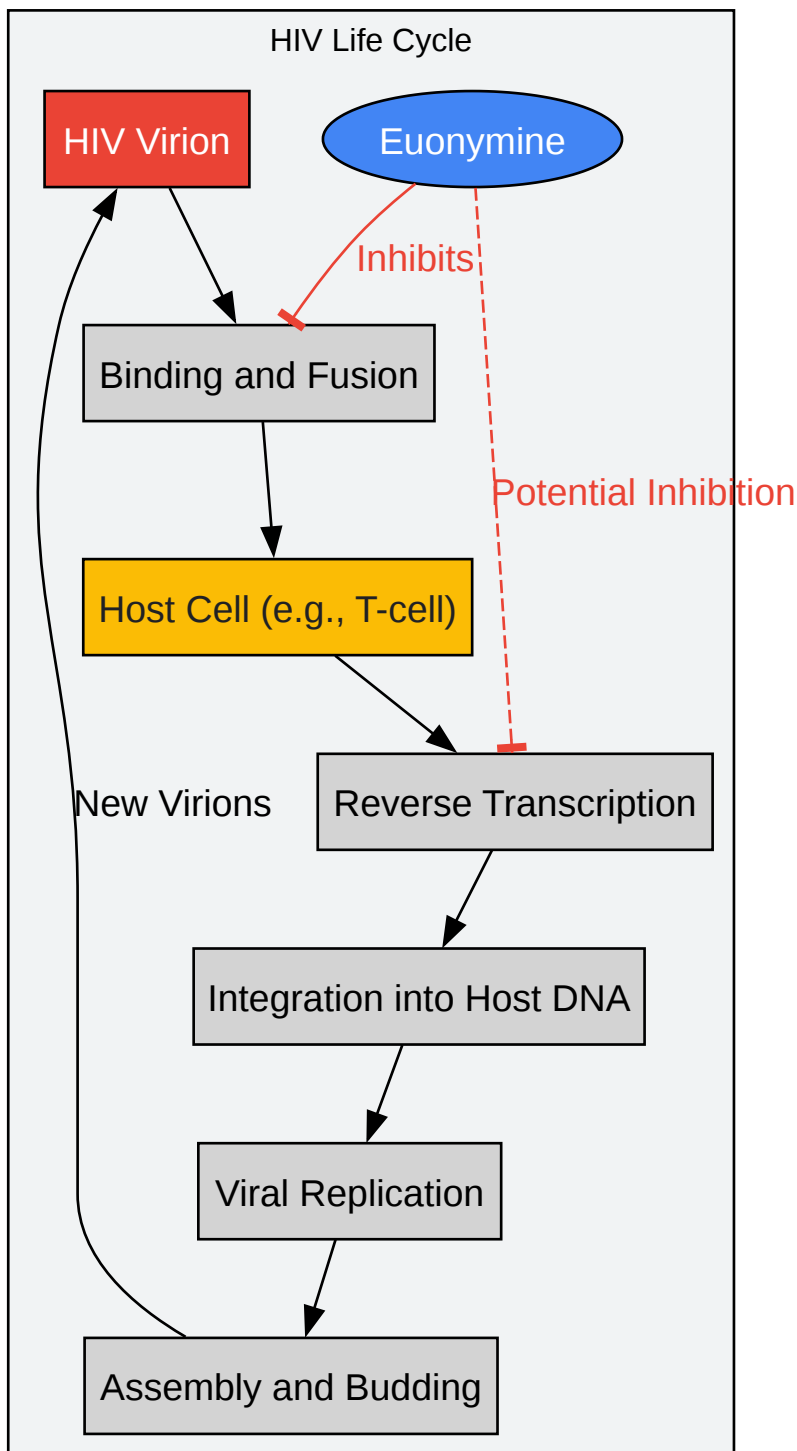 HIV Life Cycle
HIV Virion
Euonymine
Inhibits
Binding and Fusion
Potential Inhibition
Host Cell (e.g., T-cell)
New Virions
Reverse Transcription
Integration into Host DNA
Viral Replication
Assembly and Budding